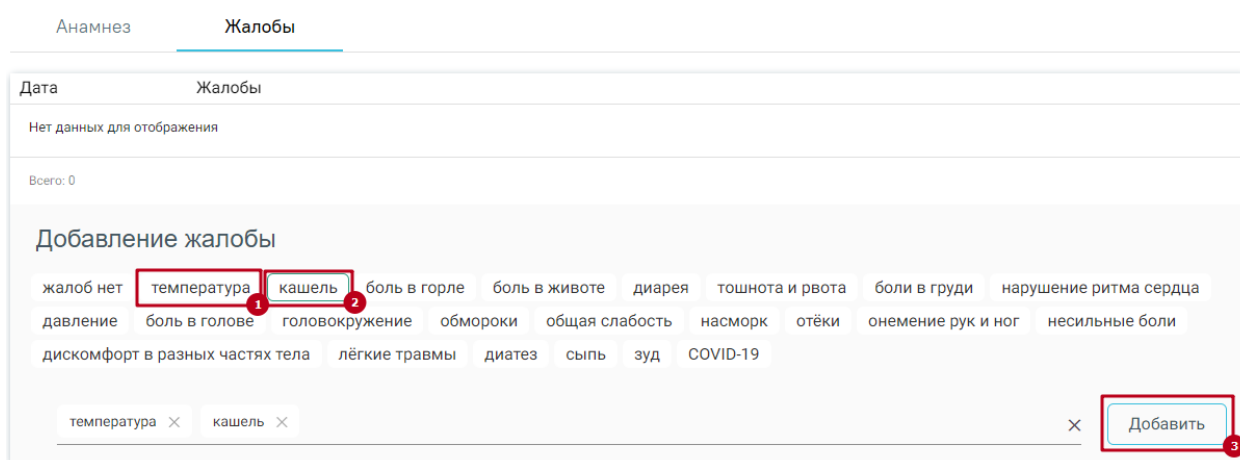 Анамнез Жалобы
Дата Жалобы
Нет данных для отображения
Всего: 0
Добавление жалобы
жалоб нет температура кашель боль в горле боль в животе диарея тошнота и рвота боли в груди нарушение ритма сердца
1 2
давление боль в голове головокружение обмороки общая слабость насморк отёки онемение рук и ног несильные боли
дискомфорт в разных частях тела лёгкие травмы диатез сыпь зуд COVID-19
температура × кашель × × Добавить
3